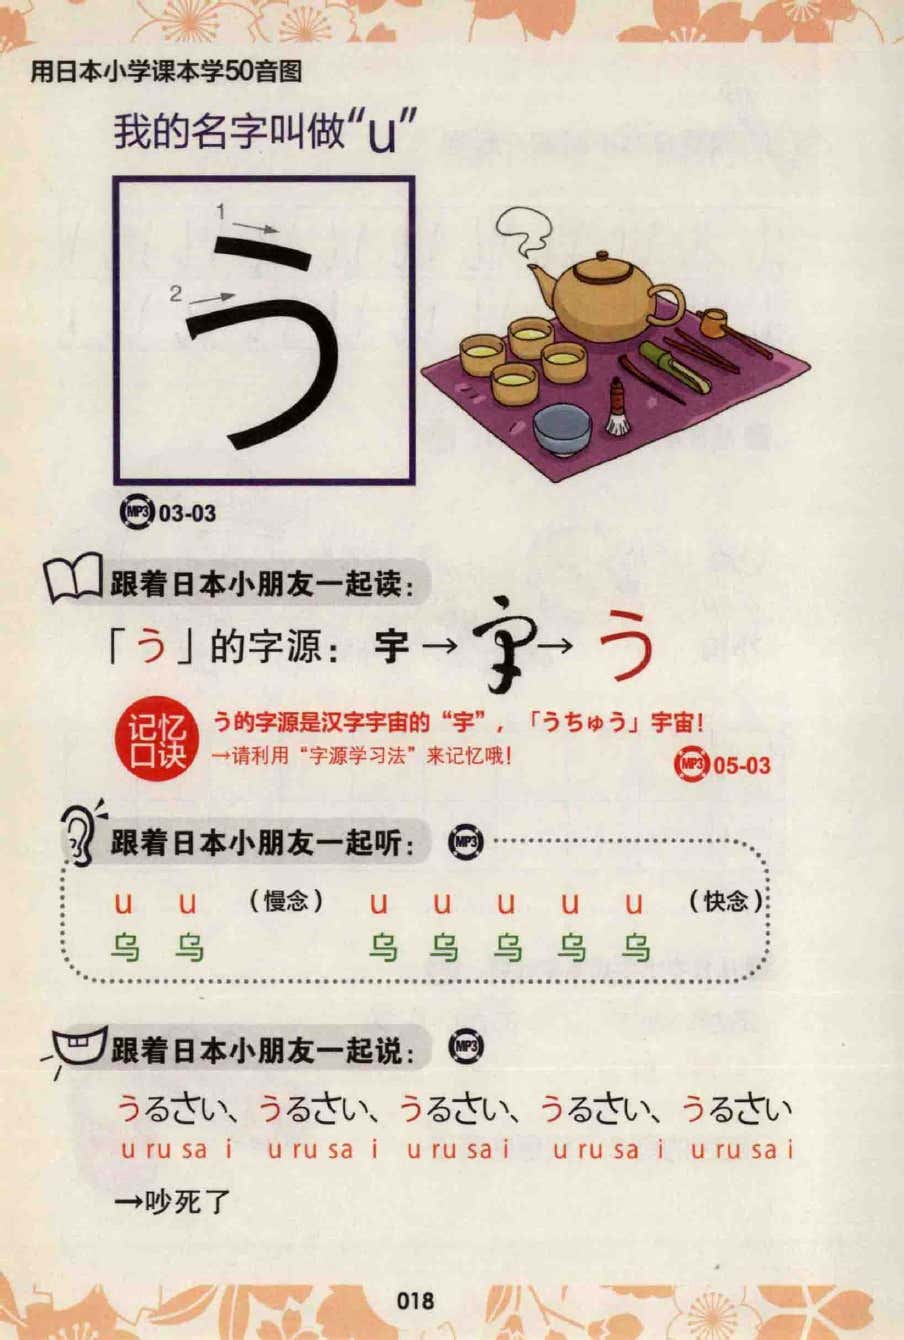 用日本小学课本学50音图
我的名字叫做“u”
1
2
う
MP3 03-03
跟着日本小朋友一起读：
「う」的字源：宇→宇→う
记忆
口诀
う的字源是汉字宇宙的“宇”，「うちゅう」宇宙！
→请利用“字源学习法”来记忆哦！
MP3 05-03
跟着日本小朋友一起听： MP3
u u （慢念） u u u u u （快念）
乌 乌 乌 乌 乌 乌 乌
跟着日本小朋友一起说： MP3
うるさい、うるさい、うるさい、うるさい、うるさい
u ru sa i u ru sa i u ru sa i u ru sa i u ru sa i
→吵死了
018